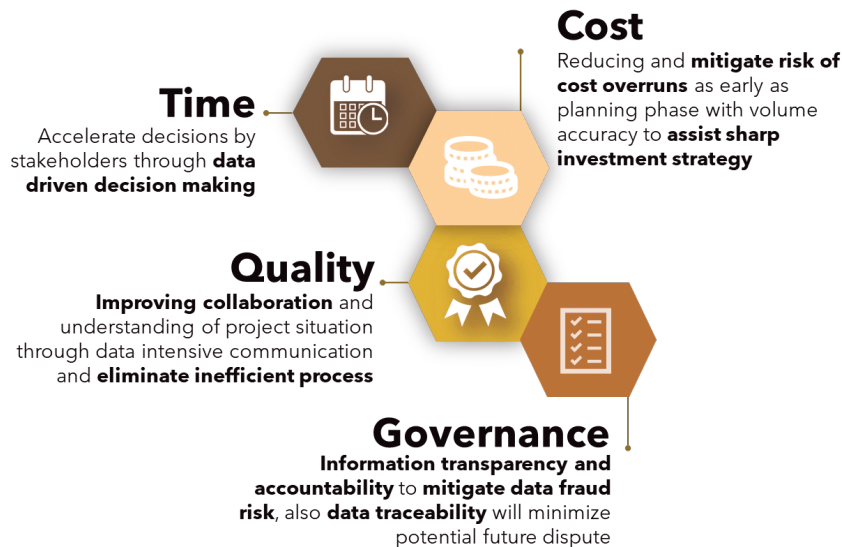 Time
Accelerate decisions by
stakeholders through data
driven decision making
Cost
Reducing and mitigate risk of
cost overruns as early as
planning phase with volume
accuracy to assist sharp
investment strategy
Quality
Improving collaboration and
understanding of project situation
through data intensive communication
and eliminate inefficient process
Governance
Information transparency and
accountability to mitigate data fraud
risk, also data traceability will minimize
potential future dispute